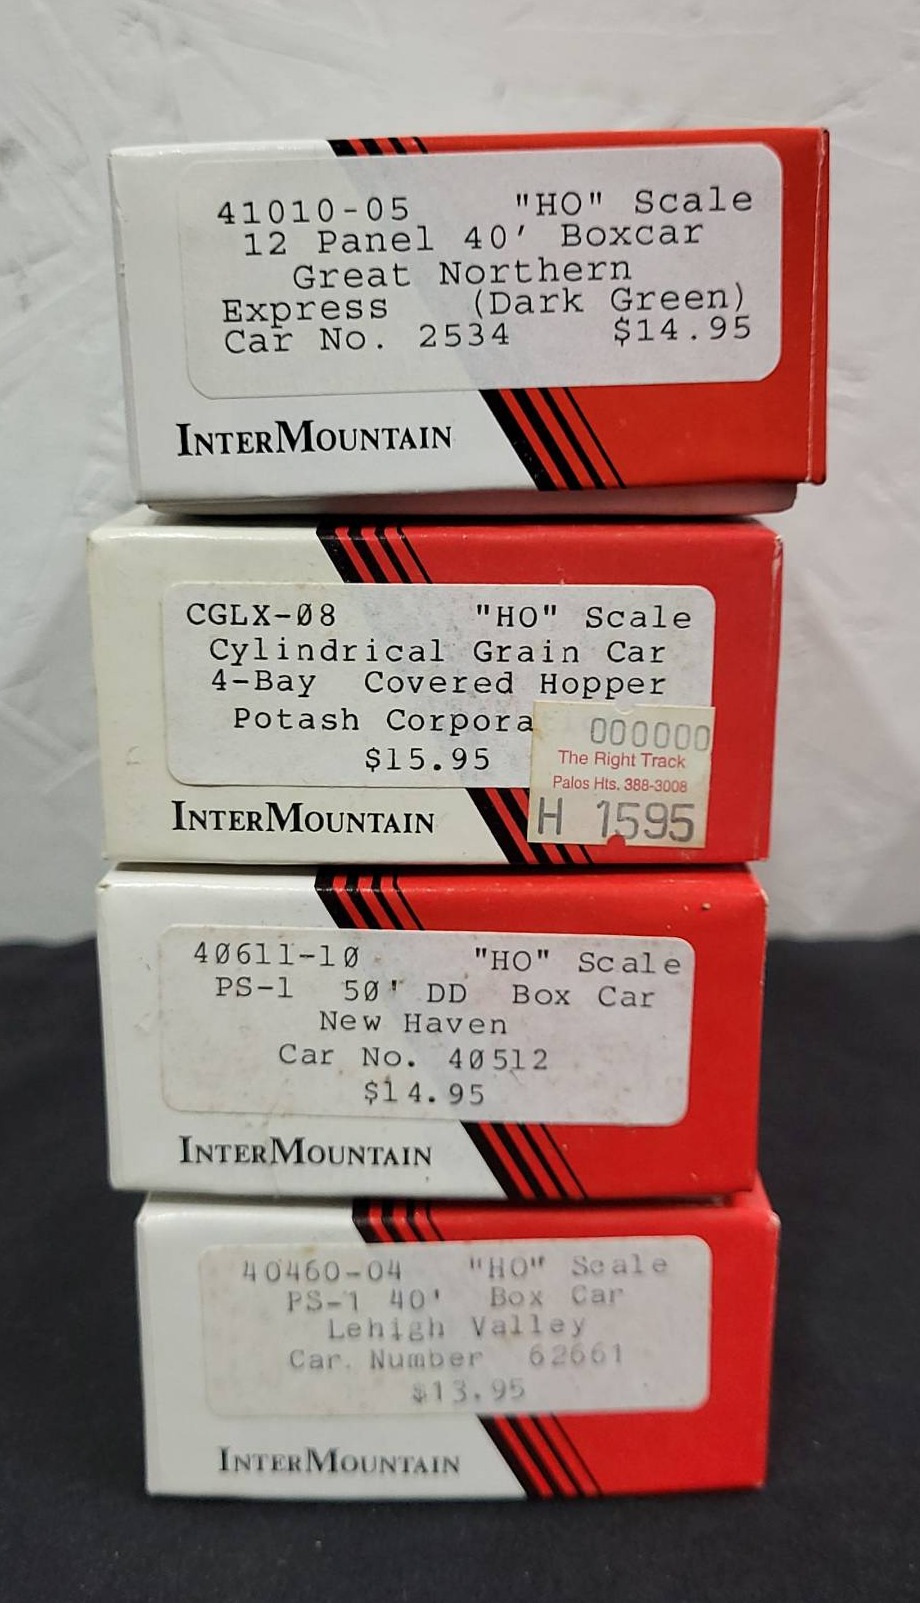 41010-05 "HO" Scale
12 Panel 40' Boxcar
Great Northern
Express (Dark Green)
Car No. 2534 $14.95
INTERMOUNTAIN
CGLX-08 "HO" Scale
Cylindrical Grain Car
4-Bay Covered Hopper
Potash Corpora
$15.95
000000
The Right Track
Palos Hts. 388-3008
H 1595
INTERMOUNTAIN
40611-10 "HO" Scale
PS-1 50' DD Box Car
New Haven
Car No. 40512
$14.95
INTERMOUNTAIN
40460-04 "HO" Scale
PS-1 40' Box Car
Lehigh Valley
Car. Number 62661
$13.95
INTERMOUNTAIN